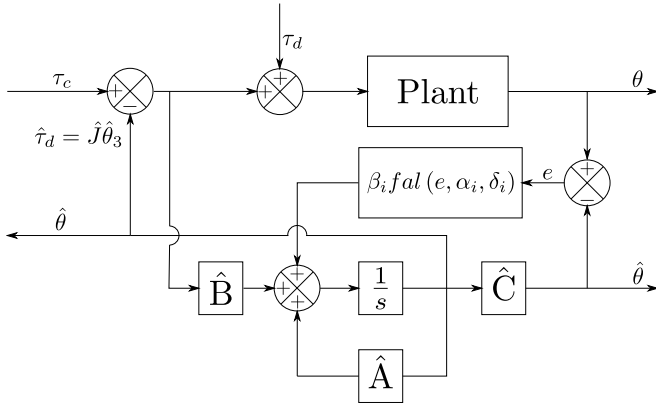 τ_d
τ_c
+
−
+
+
Plant
θ
τ̂_d = Ĵθ̂_3
β_i fal (e, α_i, δ_i)
e
+
−
θ̂
B̂
+
+
+
1/s
Ĉ
θ̂
Â